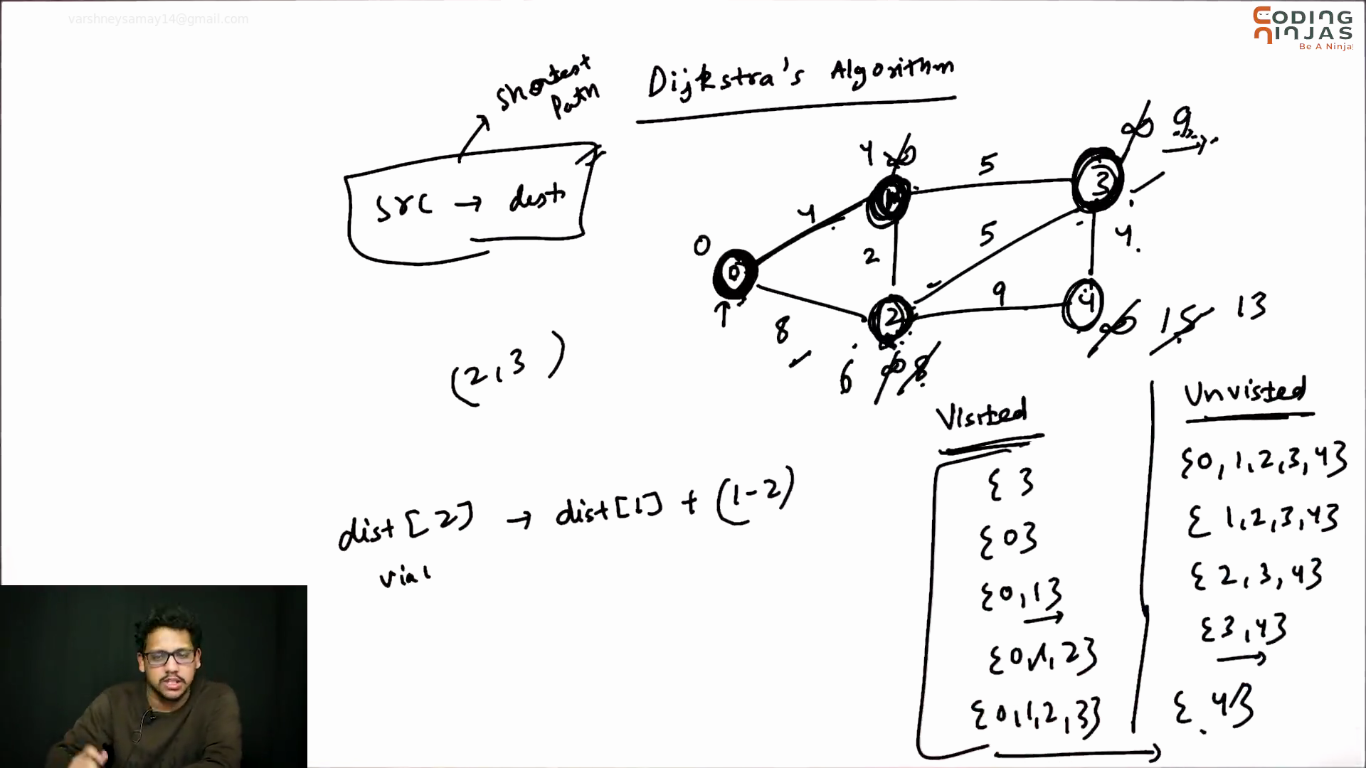 varshneysamay14@gmail.com
CODING
NINJAS
Be A Ninja!
Dijkstra's Algorithm
Shortest
Path
src → dest
0
0
4
8
4 ∞
1
2
2
6 ∞ 8
5
5
9
3
∞ 9
4
4
∞ 15 13
(2,3)
dist[2] → dist[1] + (1-2)
via 1
Visited
{ }
{0}
{0,1}
{0,1,2}
{0,1,2,3}
Unvisted
{0,1,2,3,4}
{1,2,3,4}
{2,3,4}
{3,4}
{4}